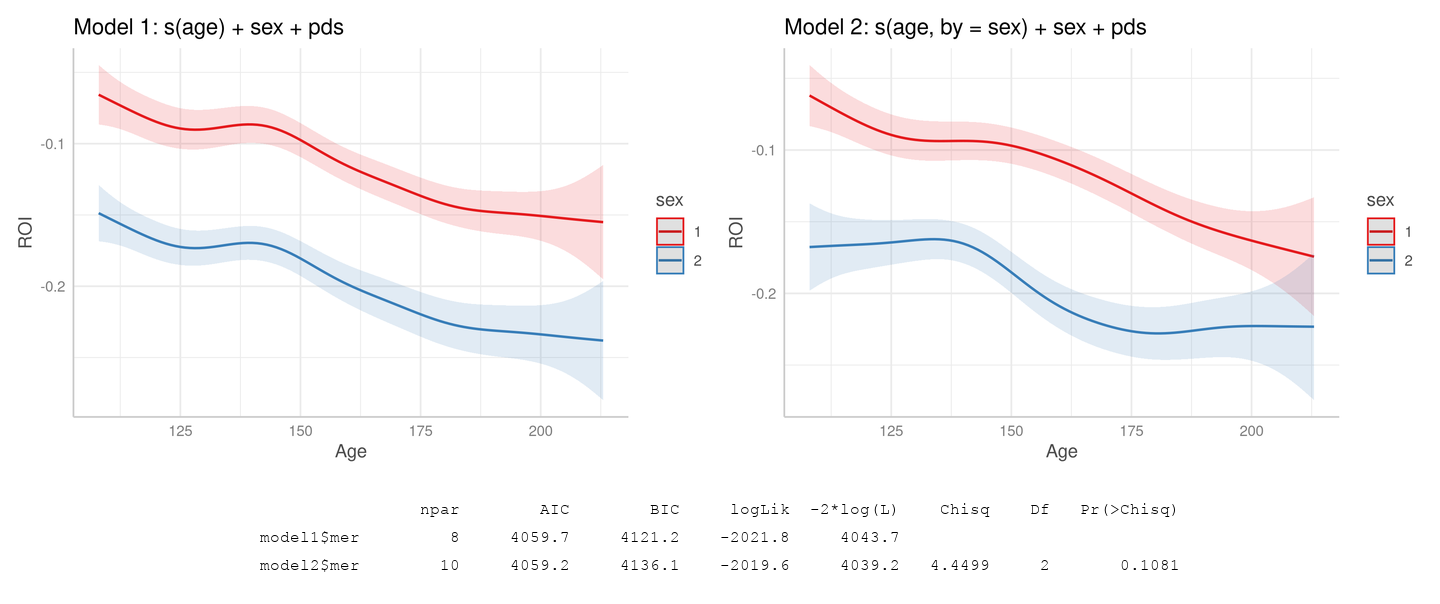 Model 1: s(age) + sex + pds
ROI
-0.1
-0.2
125 150 175 200
Age
sex
1
2
Model 2: s(age, by = sex) + sex + pds
ROI
-0.1
-0.2
125 150 175 200
Age
sex
1
2
npar AIC BIC logLik -2*log(L) Chisq Df Pr(>Chisq)
model1$mer 8 4059.7 4121.2 -2021.8 4043.7
model2$mer 10 4059.2 4136.1 -2019.6 4039.2 4.4499 2 0.1081